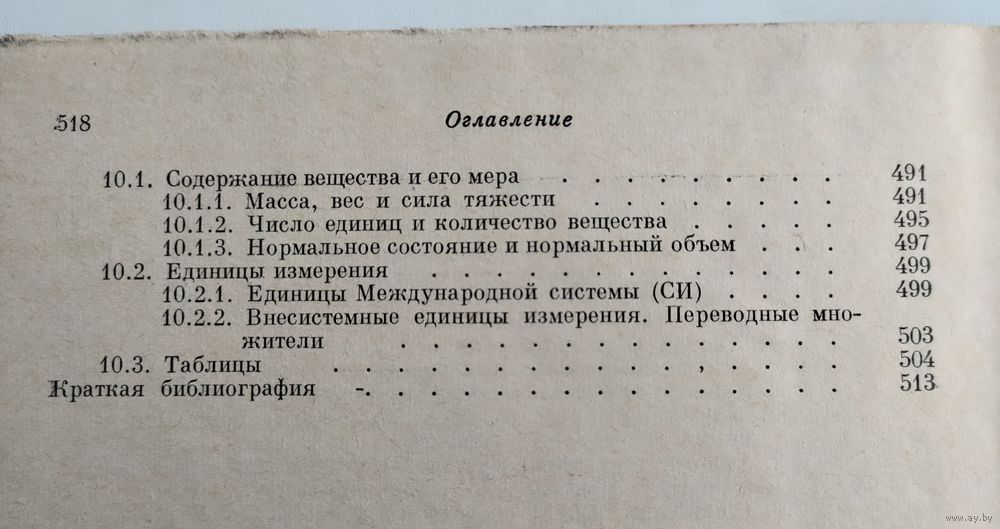 518 Оглавление
10.1. Содержание вещества и его мера . . . . . . . . . 491
10.1.1. Масса, вес и сила тяжести . . . . . . . . 491
10.1.2. Число единиц и количество вещества . . . . . 495
10.1.3. Нормальное состояние и нормальный объем . . . 497
10.2. Единицы измерения . . . . . . . . . . . . . 499
10.2.1. Единицы Международной системы (СИ) . . . . 499
10.2.2. Внесистемные единицы измерения. Переводные мно-
жители . . . . . . . . . . . . . . 503
10.3. Таблицы . . . . . . . . . . . , . . . . 504
Краткая библиография -. . . . . . . . . . . . . . . 513
www.ay.by